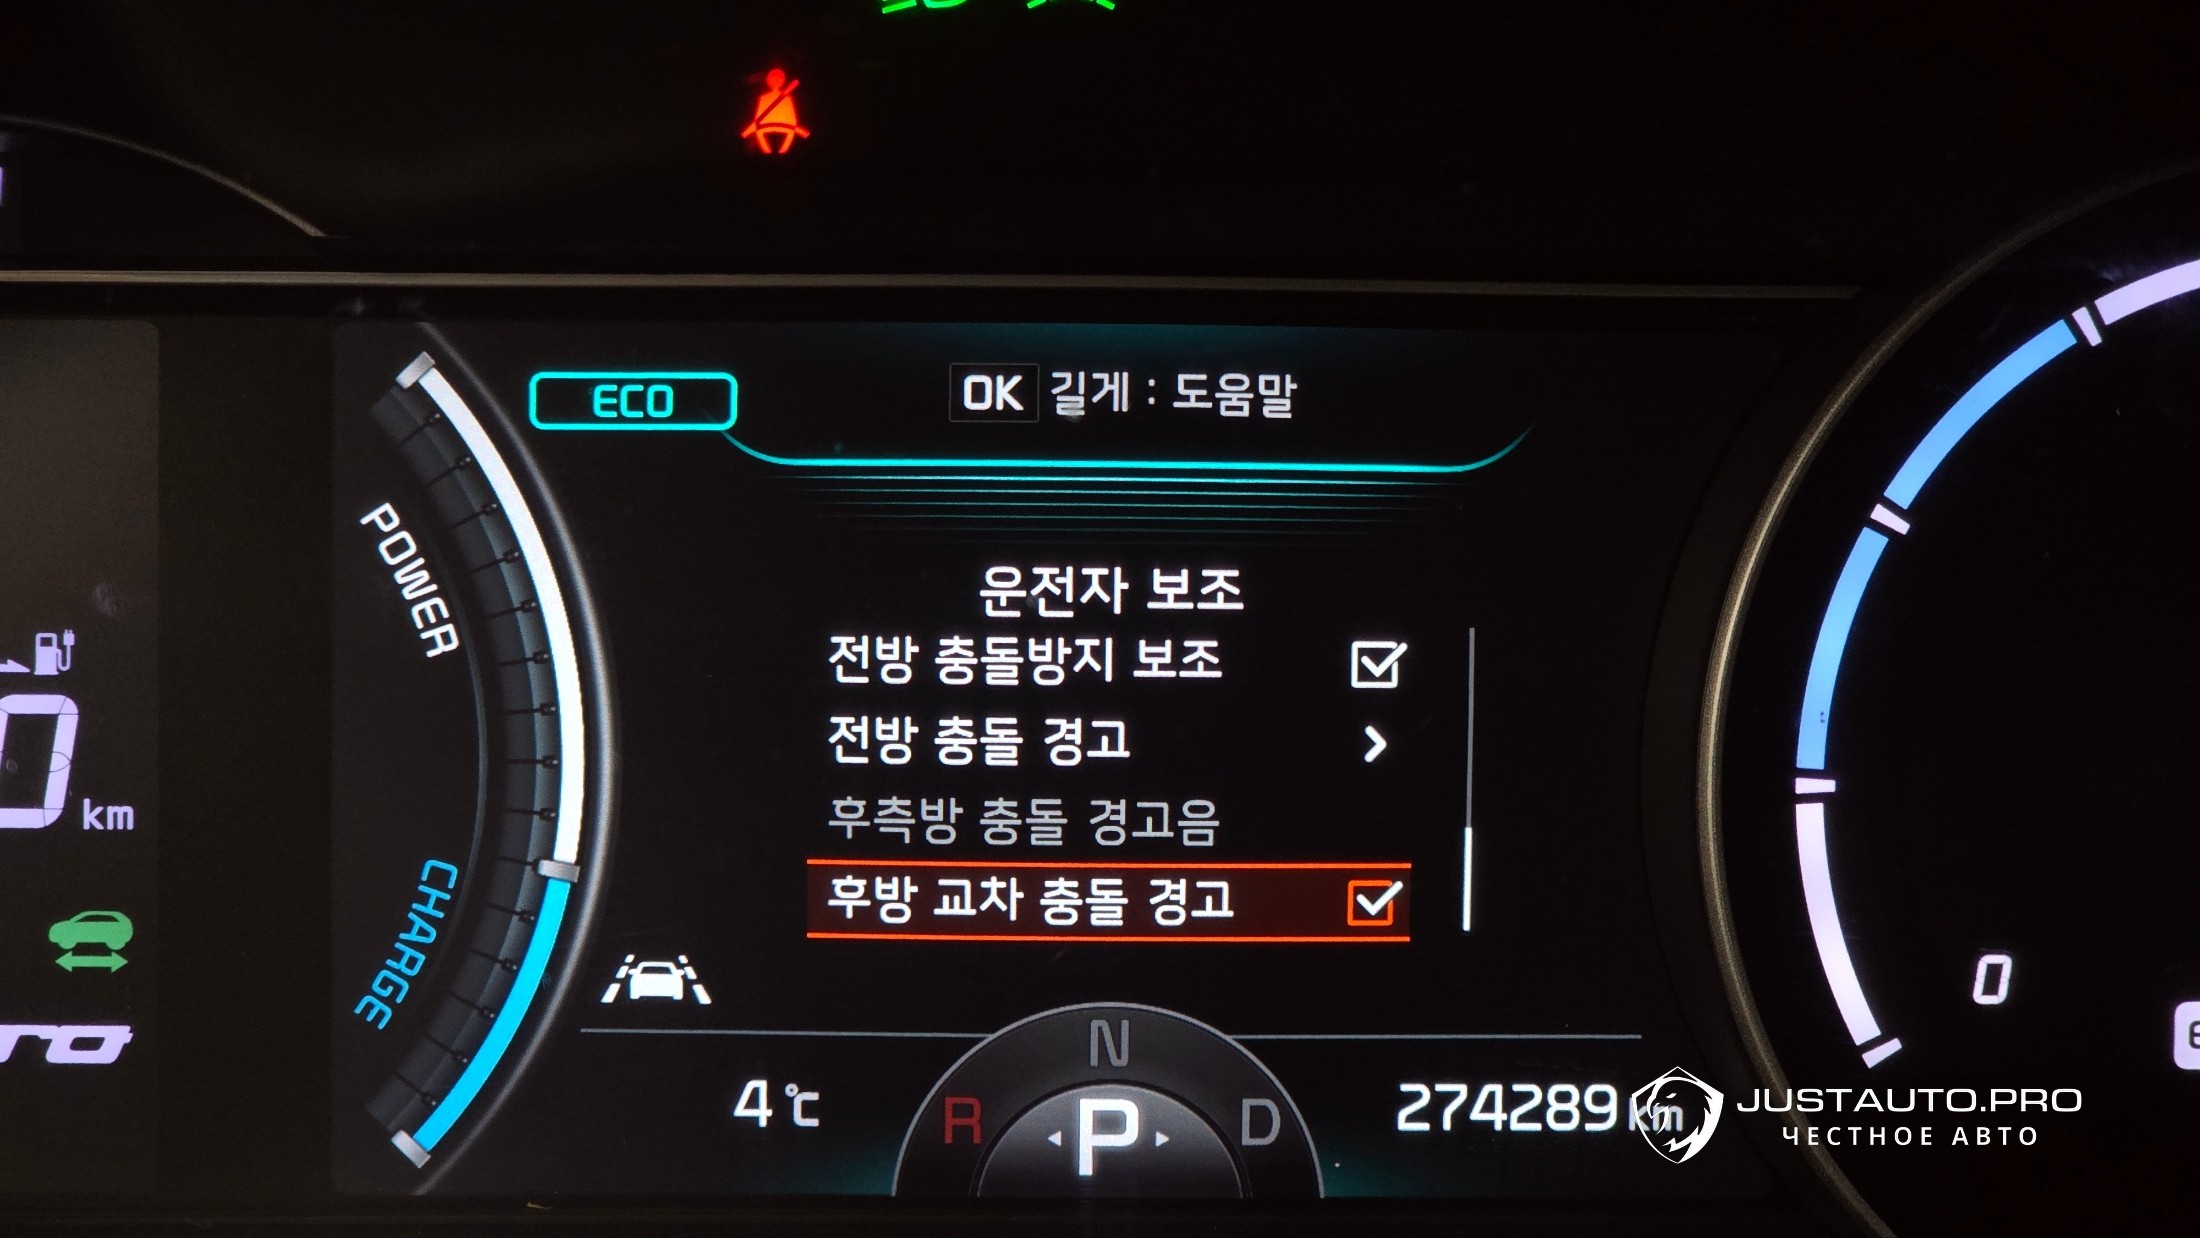 ECO
OK 길게 : 도움말
POWER
운전자 보조
전방 충돌방지 보조
전방 충돌 경고
후측방 충돌 경고음
후방 교차 충돌 경고
km
CHARGE
0
N
R
P
D
4℃
274289 km
JUSTAUTO.PRO
ЧЕСТНОЕ АВТО